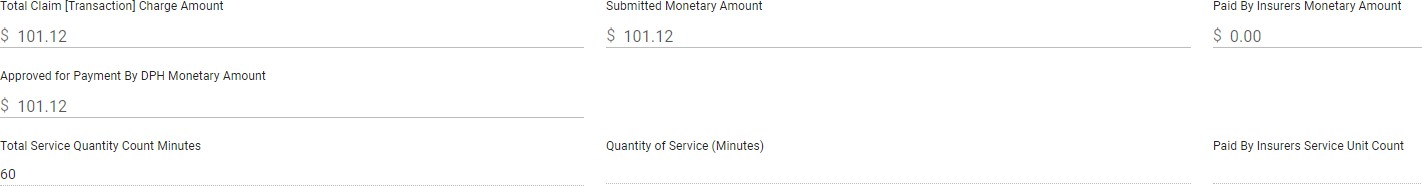 Total Claim [Transaction] Charge Amount Submitted Monetary Amount Paid By Insurers Monetary Amount
$ 101.12 $ 101.12 $ 0.00
Approved for Payment By DPH Monetary Amount
$ 101.12
Total Service Quantity Count Minutes Quantity of Service (Minutes) Paid By Insurers Service Unit Count
60